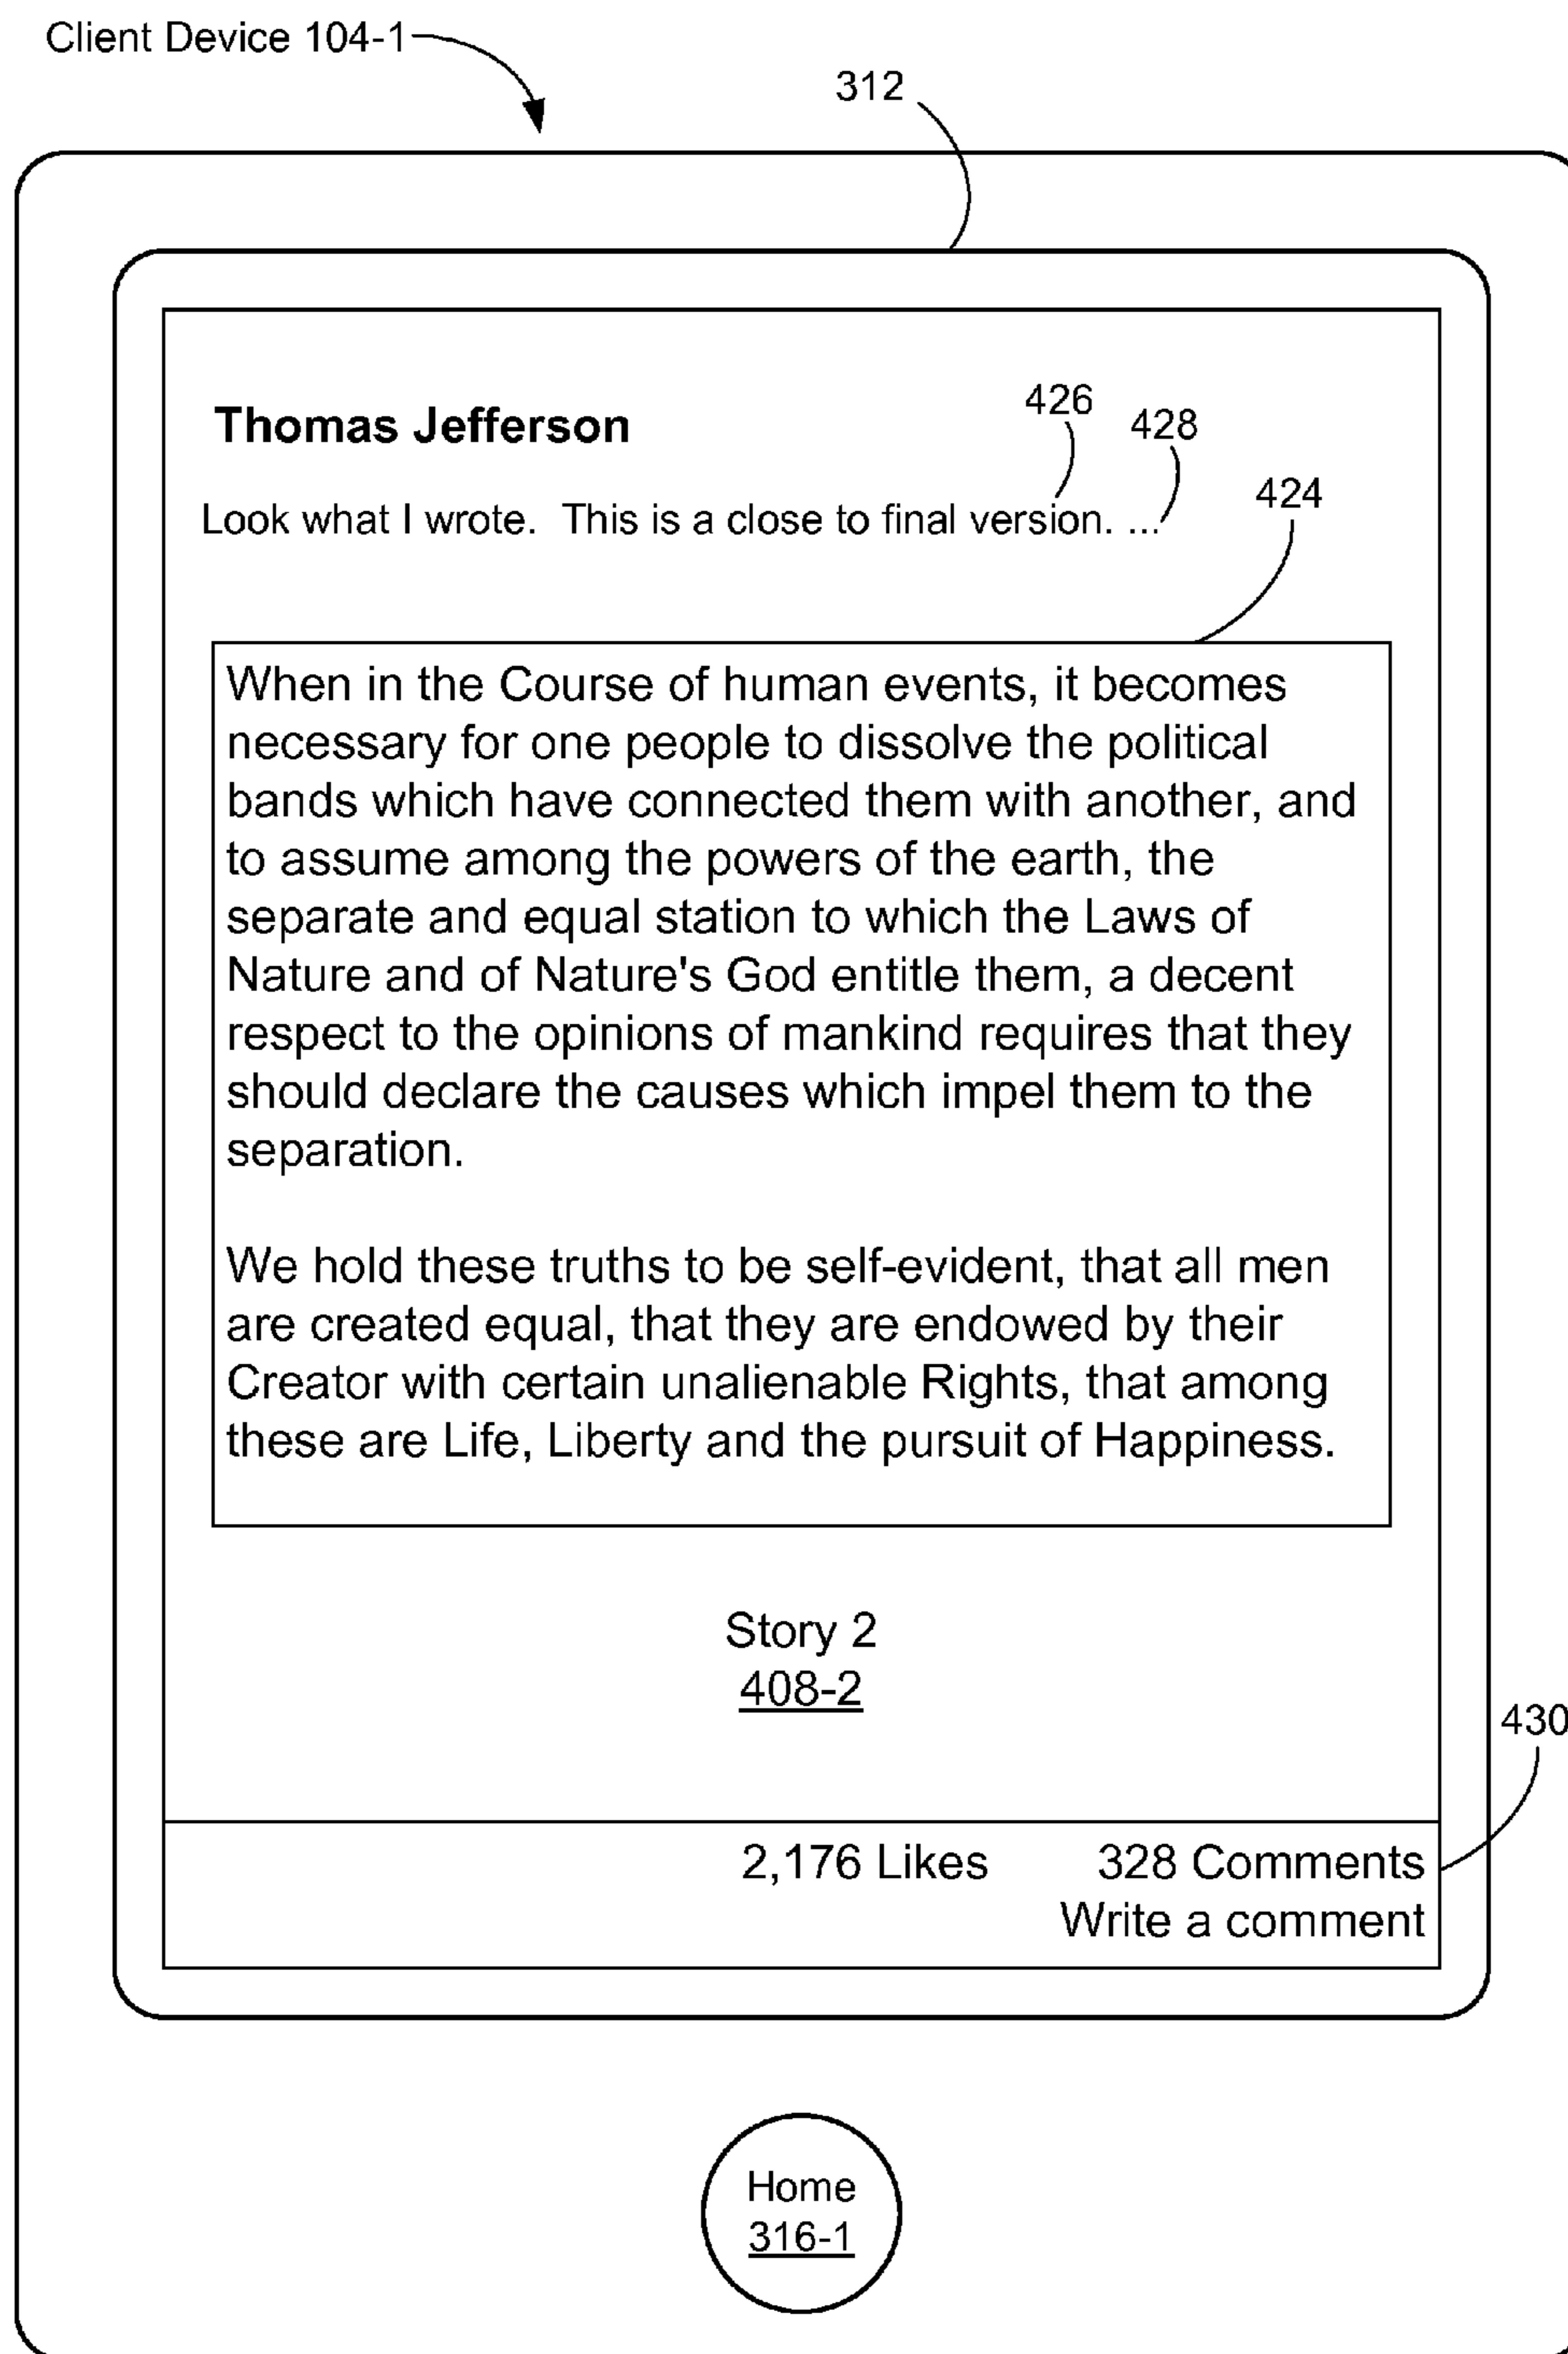 Client Device 104-1
312
Thomas Jefferson
426
428
424
Look what I wrote.  This is a close to final version. ...
When in the Course of human events, it becomes
necessary for one people to dissolve the political
bands which have connected them with another, and
to assume among the powers of the earth, the
separate and equal station to which the Laws of
Nature and of Nature's God entitle them, a decent
respect to the opinions of mankind requires that they
should declare the causes which impel them to the
separation.
We hold these truths to be self-evident, that all men
are created equal, that they are endowed by their
Creator with certain unalienable Rights, that among
these are Life, Liberty and the pursuit of Happiness.
Story 2
408-2
430
2,176 Likes 328 Comments
Write a comment
Home
316-1